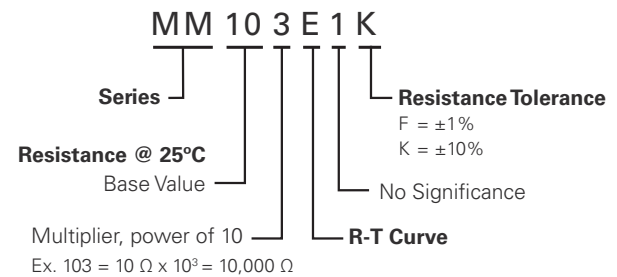 MM 10 3 E 1 K
Series
Resistance Tolerance
F = ±1%
K = ±10%
Resistance @ 25ºC
Base Value
No Significance
Multiplier, power of 10
R-T Curve
Ex. 103 = 10 Ω x 10³ = 10,000 Ω